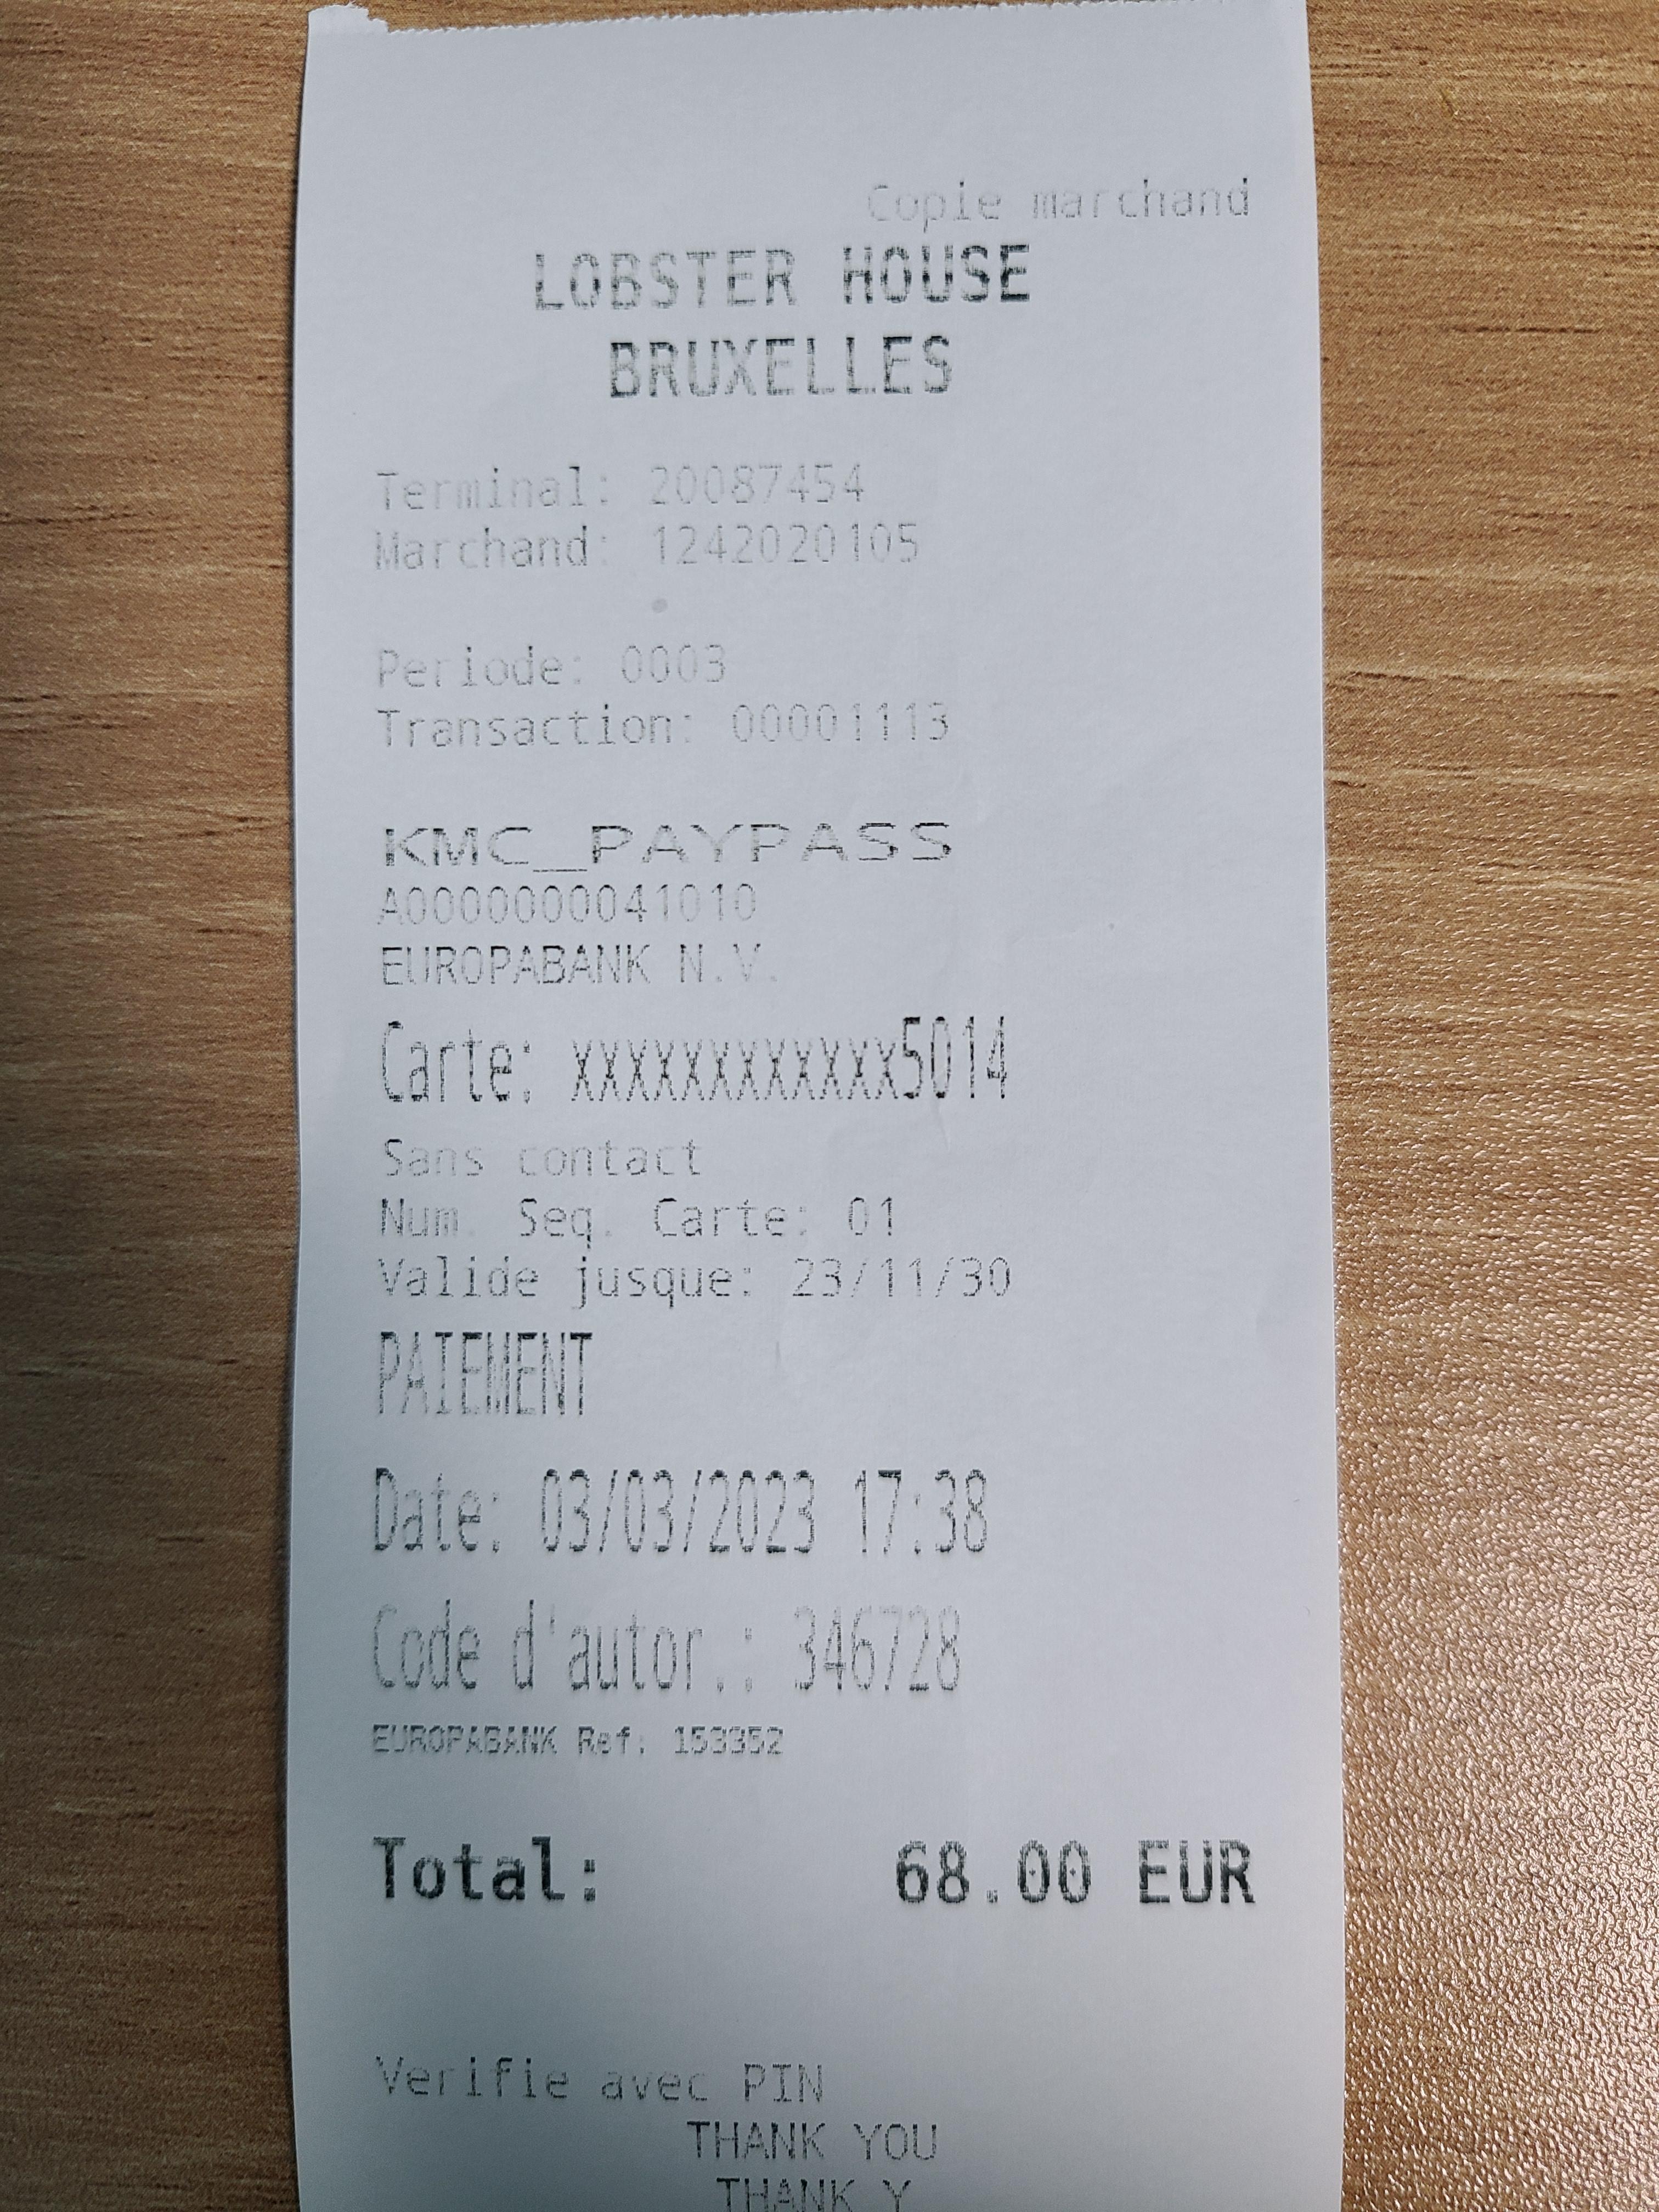 Copie marchand
LOBSTER HOUSE
BRUXELLES
Terminal: 20087454
Marchand: 1242020105
Periode: 0003
Transaction: 00001113
KMC_PAYPASS
A0000000041010
EUROPABANK N.V.
Carte: xxxxxxxxxxxx5014
Sans contact
Num. Seq. Carte: 01
Valide jusque: 23/11/30
PAIEMENT
Date: 03/03/2023 17:38
Code d'autor.: 346728
EUROPABANK Ref: 153352
Total: 68.00 EUR
Verifie avec PIN
THANK YOU
THANK Y